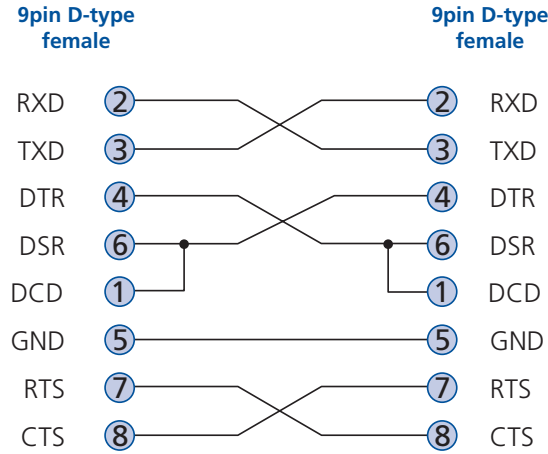 9pin D-type 9pin D-type
female female
RXD 2 2 RXD
TXD 3 3 TXD
DTR 4 4 DTR
DSR 6 6 DSR
DCD 1 1 DCD
GND 5 5 GND
RTS 7 7 RTS
CTS 8 8 CTS